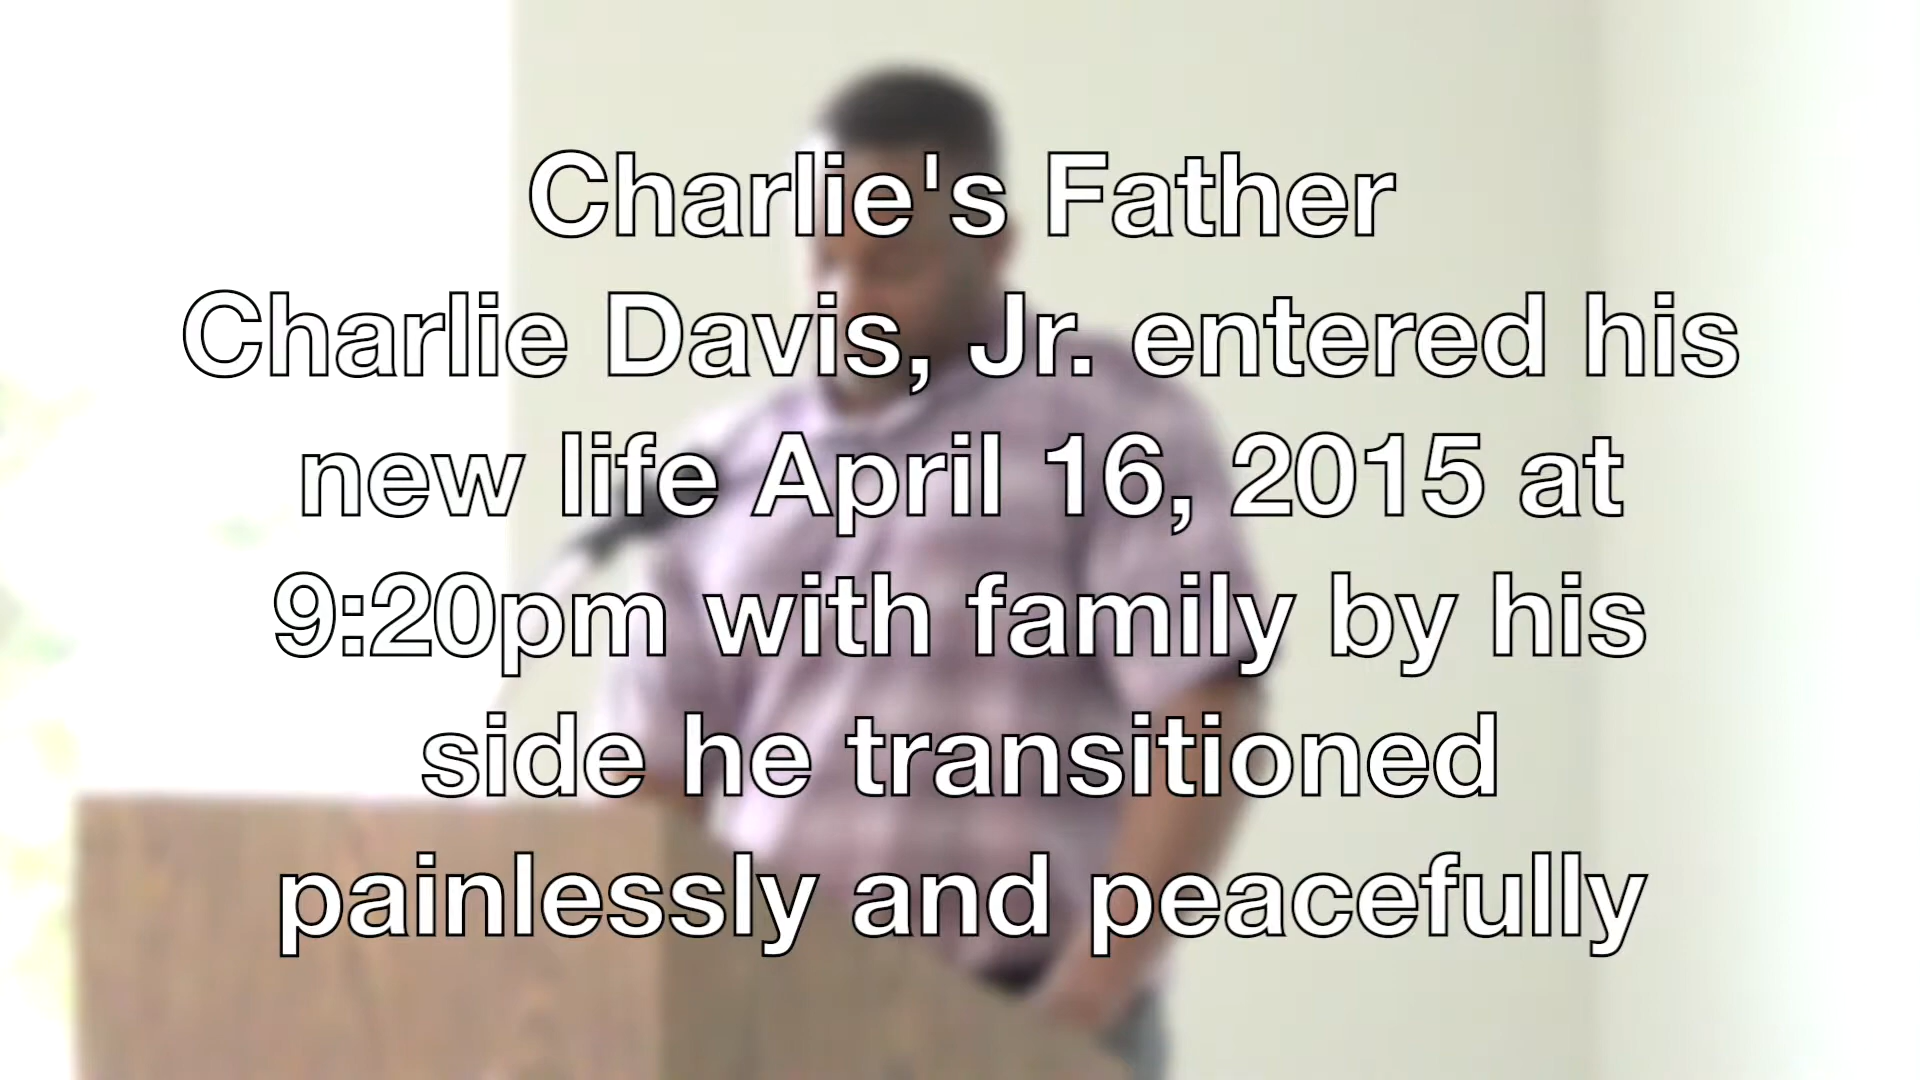 Charlie's Father
Charlie Davis, Jr. entered his
new life April 16, 2015 at
9:20pm with family by his
side he transitioned
painlessly and peacefully